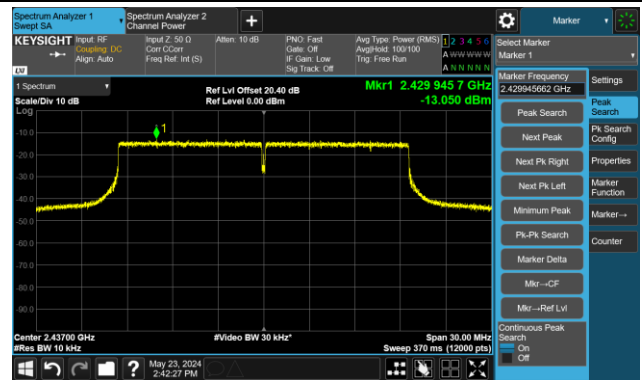 Spectrum Analyzer 1
Swept SA
Spectrum Analyzer 2
Channel Power
Marker
KEYSIGHT Input: RF
Coupling: DC
Align: Auto
Input Z: 50 Ω
Corr CCorr
Freq Ref: Int (S)
Atten: 10 dB
PNO: Fast
Gate: Off
IF Gain: Low
Sig Track: Off
Avg Type: Power (RMS)
Avg|Hold: 100/100
Trig: Free Run
1 2 3 4 5 6
A W W W W W
A N N N N N
LXI
Select Marker
Marker 1
1 Spectrum
Scale/Div 10 dB
Log
Ref Lvl Offset 20.40 dB
Ref Level 0.00 dBm
Mkr1 2.429 945 7 GHz
-13.050 dBm
1
-10.0
-20.0
-30.0
-40.0
-50.0
-60.0
-70.0
-80.0
-90.0
Center 2.43700 GHz
#Res BW 10 kHz
#Video BW 30 kHz*
Span 30.00 MHz
Sweep 370 ms (12000 pts)
Marker Frequency
2.429945662 GHz
Peak Search
Next Peak
Next Pk Right
Next Pk Left
Minimum Peak
Pk-Pk Search
Marker Delta
Mkr→CF
Mkr→Ref Lvl
Continuous Peak
Search
On
Off
Settings
Peak
Search
Pk Search
Config
Properties
Marker
Function
Marker→
Counter
May 23, 2024
2:42:27 PM